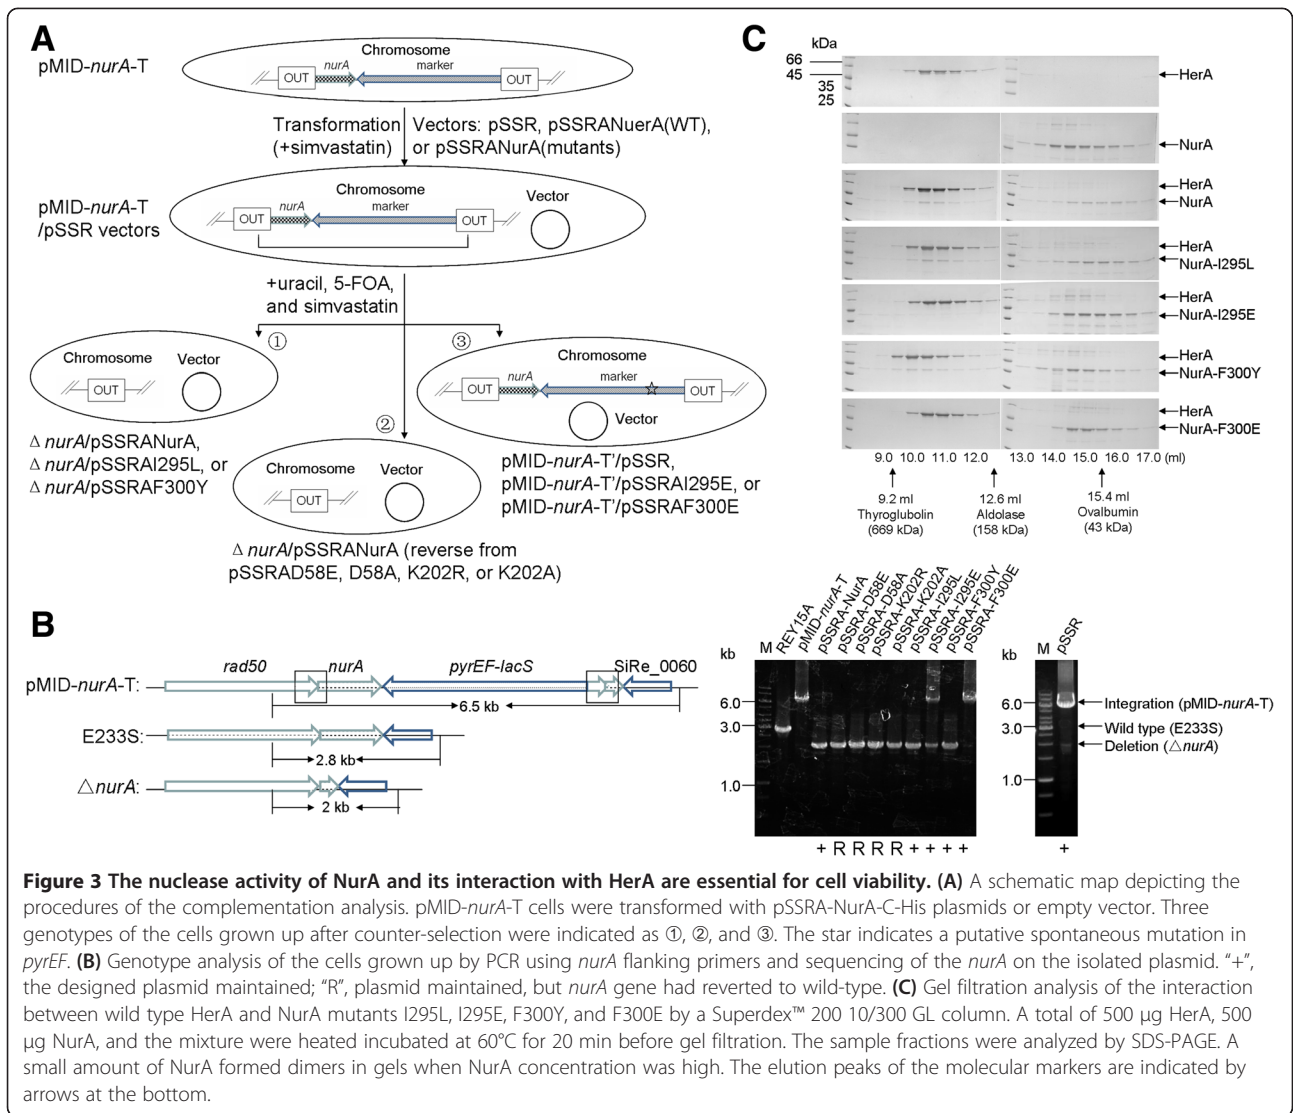 A
pMID-nurA-T
Chromosome
nurA
marker
OUT
OUT
Transformation
(+simvastatin)
Vectors: pSSR, pSSRANuerA(WT),
or pSSRANurA(mutants)
pMID-nurA-T
/pSSR vectors
Chromosome
nurA
marker
Vector
OUT
OUT
+uracil, 5-FOA,
and simvastatin
①
Chromosome
Vector
OUT
Δ nurA/pSSRANurA,
Δ nurA/pSSRAI295L, or
Δ nurA/pSSRAF300Y
②
Chromosome
Vector
OUT
Δ nurA/pSSRANurA (reverse from
pSSRAD58E, D58A, K202R, or K202A)
③
Chromosome
nurA
marker
OUT
OUT
Vector
pMID-nurA-T'/pSSR,
pMID-nurA-T'/pSSRAI295E, or
pMID-nurA-T'/pSSRAF300E
C
kDa
66
45
35
25
HerA
NurA
HerA
NurA
HerA
NurA-I295L
HerA
NurA-I295E
HerA
NurA-F300Y
HerA
NurA-F300E
9.0 10.0 11.0 12.0 13.0 14.0 15.0 16.0 17.0 (ml)
9.2 ml
Thyroglubolin
(669 kDa)
12.6 ml
Aldolase
(158 kDa)
15.4 ml
Ovalbumin
(43 kDa)
B
rad50 nurA pyrEF-lacS SiRe_0060
pMID-nurA-T:
6.5 kb
E233S:
2.8 kb
△nurA:
2 kb
kb
M
REY15A
pMID-nurA-T
pSSRA-NurA
pSSRA-D58E
pSSRA-D58A
pSSRA-K202R
pSSRA-K202A
pSSRA-I295L
pSSRA-I295E
pSSRA-F300Y
pSSRA-F300E
6.0
3.0
1.0
+ R R R R + + + +
kb
M
pSSR
6.0
3.0
1.0
+
Integration (pMID-nurA-T)
Wild type (E233S)
Deletion (△nurA)
Figure 3 The nuclease activity of NurA and its interaction with HerA are essential for cell viability. (A) A schematic map depicting the
procedures of the complementation analysis. pMID-nurA-T cells were transformed with pSSRA-NurA-C-His plasmids or empty vector. Three
genotypes of the cells grown up after counter-selection were indicated as ①, ②, and ③. The star indicates a putative spontaneous mutation in
pyrEF. (B) Genotype analysis of the cells grown up by PCR using nurA flanking primers and sequencing of the nurA on the isolated plasmid. “+”,
the designed plasmid maintained; “R”, plasmid maintained, but nurA gene had reverted to wild-type. (C) Gel filtration analysis of the interaction
between wild type HerA and NurA mutants I295L, I295E, F300Y, and F300E by a Superdex™ 200 10/300 GL column. A total of 500 μg HerA, 500
μg NurA, and the mixture were heated incubated at 60°C for 20 min before gel filtration. The sample fractions were analyzed by SDS-PAGE. A
small amount of NurA formed dimers in gels when NurA concentration was high. The elution peaks of the molecular markers are indicated by
arrows at the bottom.